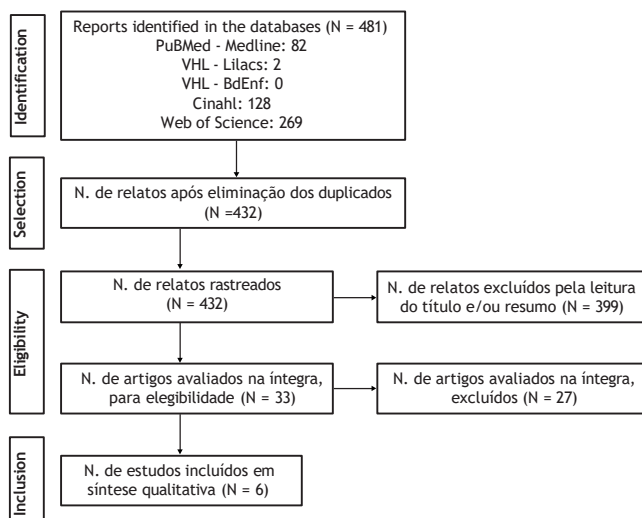 Identification
Reports identified in the databases (N = 481)
PuBMed - Medline: 82
VHL - Lilacs: 2
VHL - BdEnf: 0
Cinahl: 128
Web of Science: 269
Selection
N. de relatos após eliminação dos duplicados
(N =432)
Eligibility
N. de relatos rastreados
(N = 432)
N. de relatos excluídos pela leitura
do título e/ou resumo (N = 399)
N. de artigos avaliados na íntegra,
para elegibilidade (N = 33)
N. de artigos avaliados na íntegra,
excluídos (N = 27)
Inclusion
N. de estudos incluídos em
síntese qualitativa (N = 6)